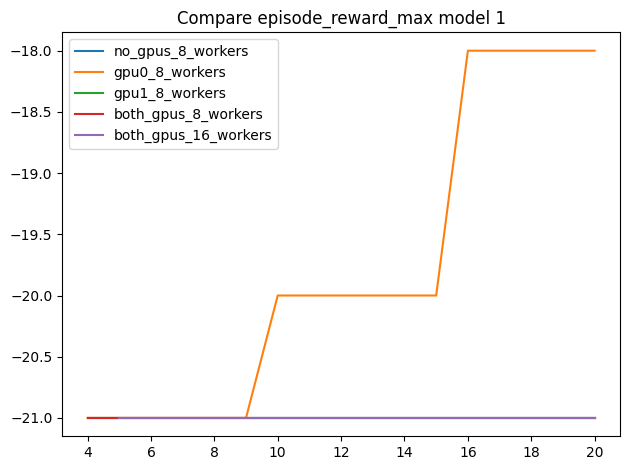 Compare episode_reward_max model 1
no_gpus_8_workers
gpu0_8_workers
gpu1_8_workers
both_gpus_8_workers
both_gpus_16_workers
−18.0
−18.5
−19.0
−19.5
−20.0
−20.5
−21.0
4 6 8 10 12 14 16 18 20